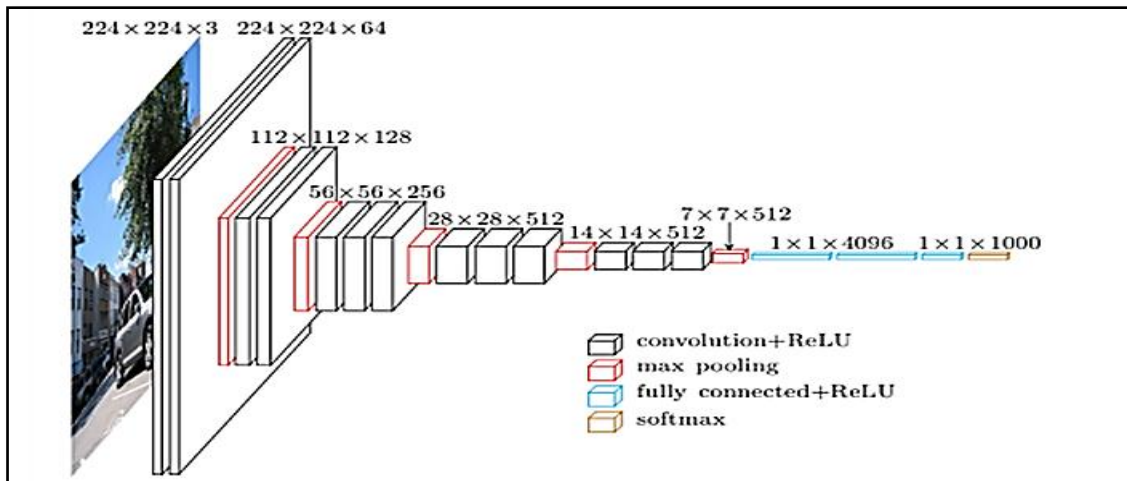 224×224×3
224×224×64
112×112×128
56×56×256
28×28×512
14×14×512
7×7×512
1×1×4096
1×1×1000
convolution+ReLU
max pooling
fully connected+ReLU
softmax